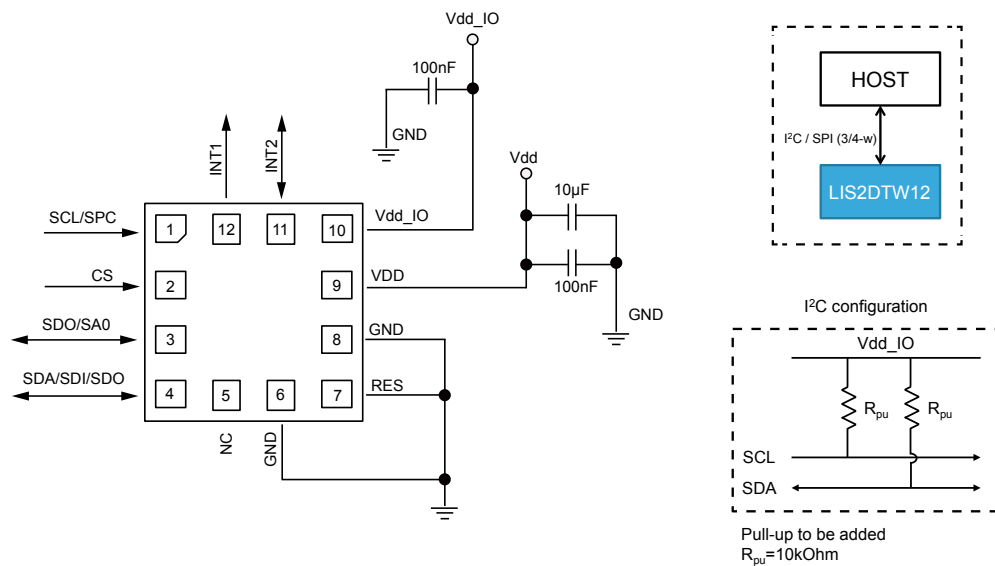 Vdd_IO
100nF
GND
INT1
INT2
Vdd
10µF
100nF
GND
SCL/SPC
CS
SDO/SA0
SDA/SDI/SDO
1
12
11
10
2
9
3
8
4
5
6
7
Vdd_IO
VDD
GND
RES
NC
GND
HOST
I²C / SPI (3/4-w)
LIS2DTW12
I²C configuration
Vdd_IO
Rpu
Rpu
SCL
SDA
Pull-up to be added
Rpu=10kOhm